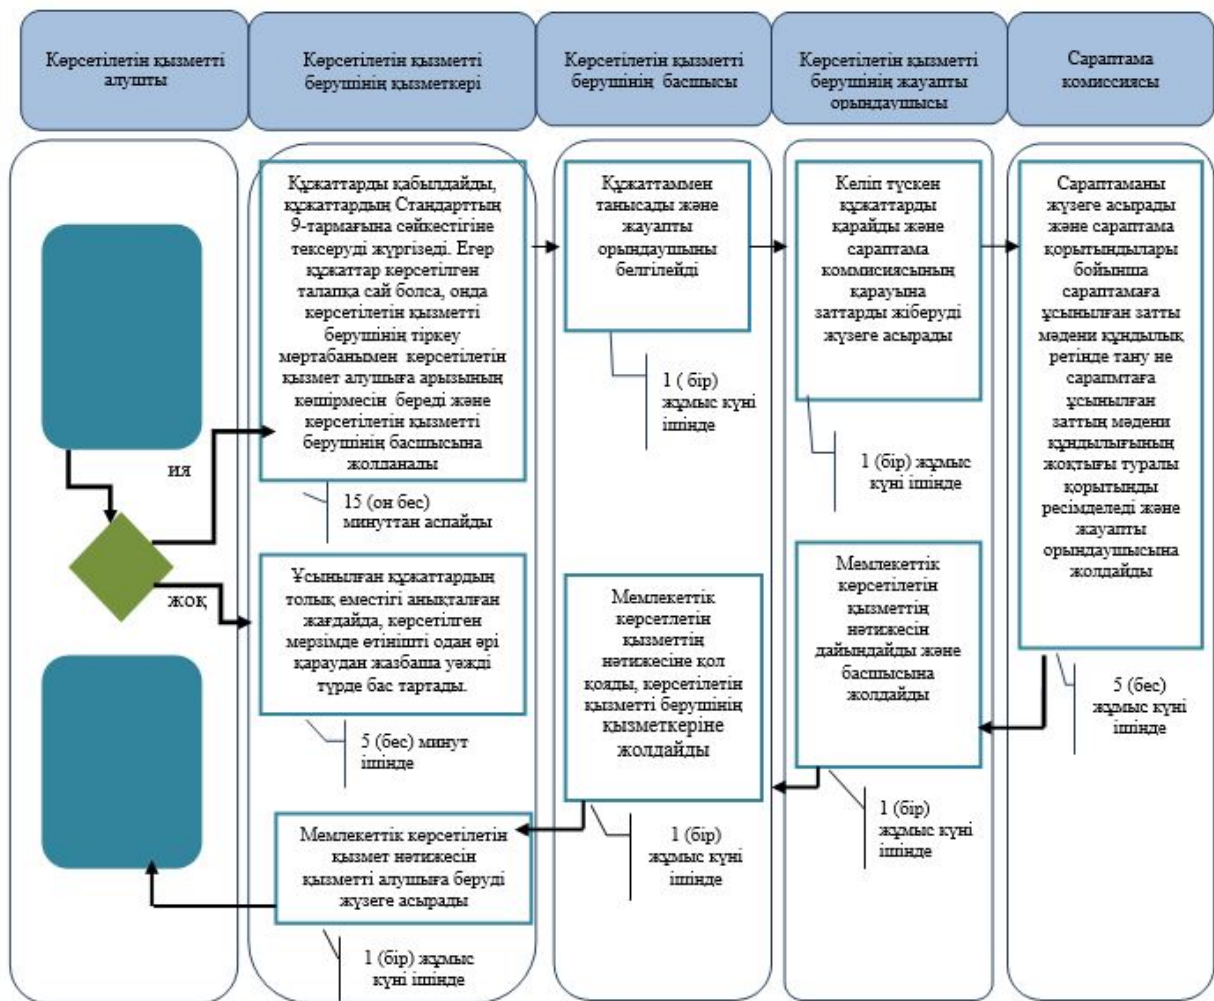 Көрсетілетін қызметті
алушты
Көрсетілетін қызметті
берушінің қызметкері
Көрсетілетін қызметті
берушінің басшысы
Көрсетілетін қызметті
берушінің жауапты
орындаушысы
Сараптама
комиссиясы
Құжаттарды қабылдайды,
құжаттардың Стандарттың
9-тармағына сәйкестігіне
тексеруді жүргізеді. Егер
құжаттар көрсетілген
талапқа сай болса, онда
көрсетілетін қызметті
берушінің тіркеу
мөртабанымен көрсетілетін
қызмет алушыға арызының
көшірмесін береді және
көрсетілетін қызметті
берушінің басшысына
жолданады
15 (он бес)
минуттан аспайды
Құжаттаммен
танысады және
жауапты
орындаушыны
белгілейді
1 ( бір)
жұмыс күні
ішінде
Келіп түскен
құжаттарды
қарайды және
сараптама
коммисиясының
қарауына
заттарды жіберуді
жүзеге асырады
1 (бір) жұмыс
күні ішінде
Сараптаманы
жүзеге асырады
және сараптама
қорытындылары
бойынша
сараптамаға
ұсынылған затты
мәдени құндылық
ретінде тану не
сарапмтаға
ұсынылған
заттың мәдени
құндылығының
жоқтығы туралы
қорытынды
ресімделеді және
жауапты
орындаушысына
жолдайды
5 (бес)
жұмыс күні
ішінде
ия
жоқ
Ұсынылған құжаттардың
толық еместігі анықталған
жағдайда, көрсетілген
мерзімде өтінішті одан әрі
қараудан жазбаша уәжді
түрде бас тартады.
5 (бес) минут
ішінде
Мемлекеттік
көрсетлетін
қызметтің
нәтижесіне қол
қояды, көрсетілетін
қызметті берушінің
қызметкеріне
жолдайды
1 (бір)
жұмыс күні
ішінде
Мемлекеттік
көрсетілетін
қызметтің
нәтижесін
дайындайды және
басшысына
жолдайды
1 (бір)
жұмыс күні
ішінде
Мемлекеттік көрсетілетін
қызмет нәтижесін
қызметті алушыға беруді
жүзеге асырады
1 (бір) жұмыс
күні ішінде